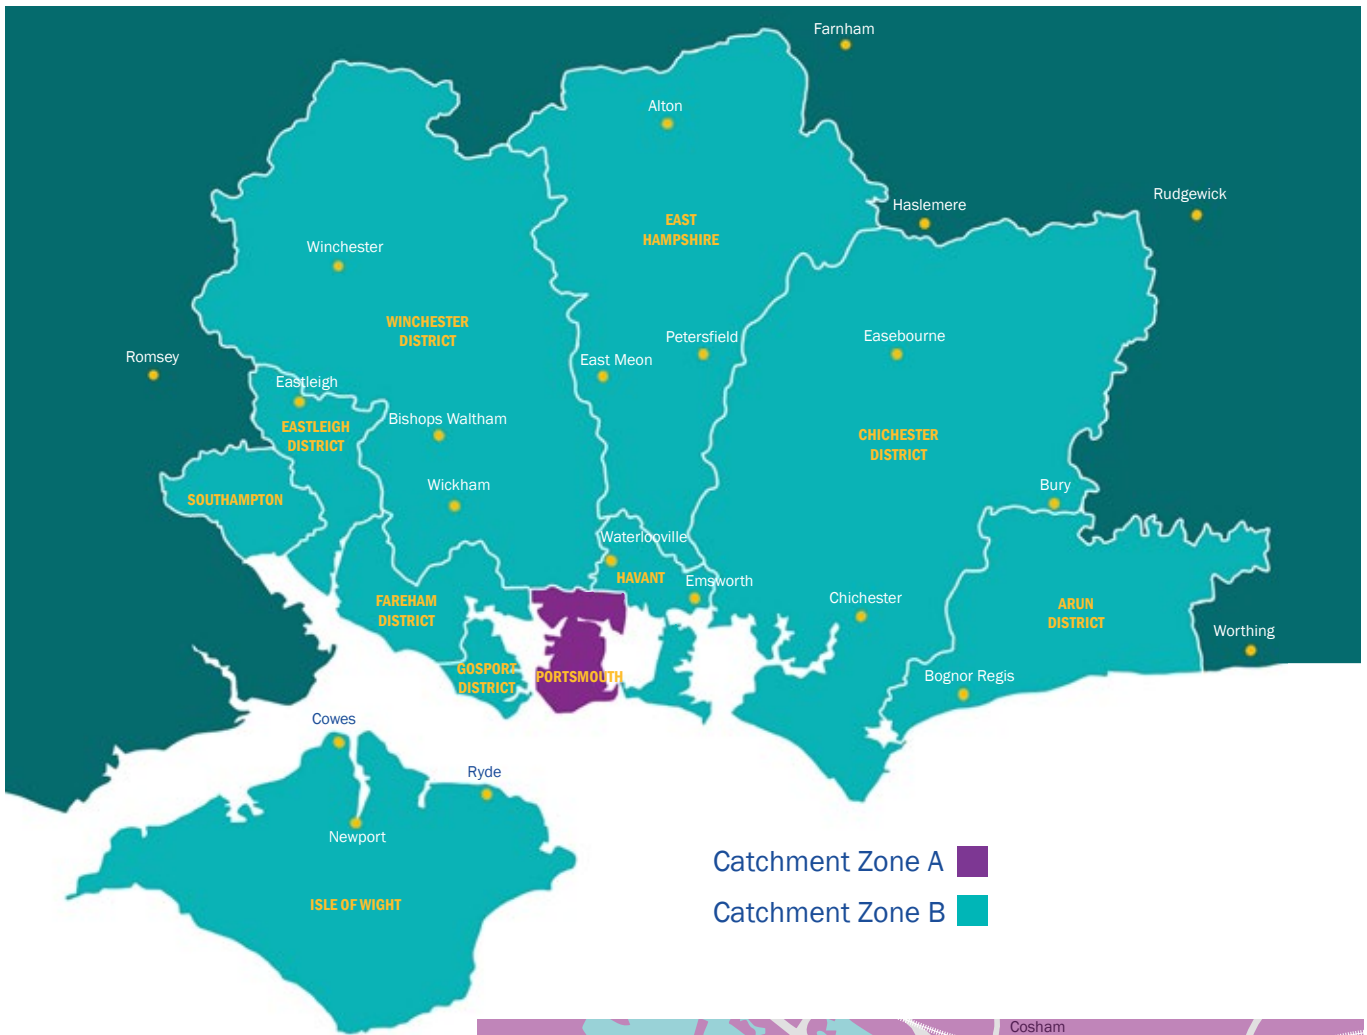 Farnham
Alton
Haslemere
Rudgewick
EAST
HAMPSHIRE
Winchester
WINCHESTER
DISTRICT
Petersfield
Easebourne
East Meon
Romsey
Eastleigh
EASTLEIGH
DISTRICT
Bishops Waltham
CHICHESTER
DISTRICT
Wickham
Bury
SOUTHAMPTON
Waterlooville
HAVANT
Emsworth
Chichester
FAREHAM
DISTRICT
ARUN
DISTRICT
Worthing
GOSPORT
DISTRICT
PORTSMOUTH
Bognor Regis
Cowes
Ryde
Newport
ISLE OF WIGHT
Catchment Zone A
Catchment Zone B
Cosham